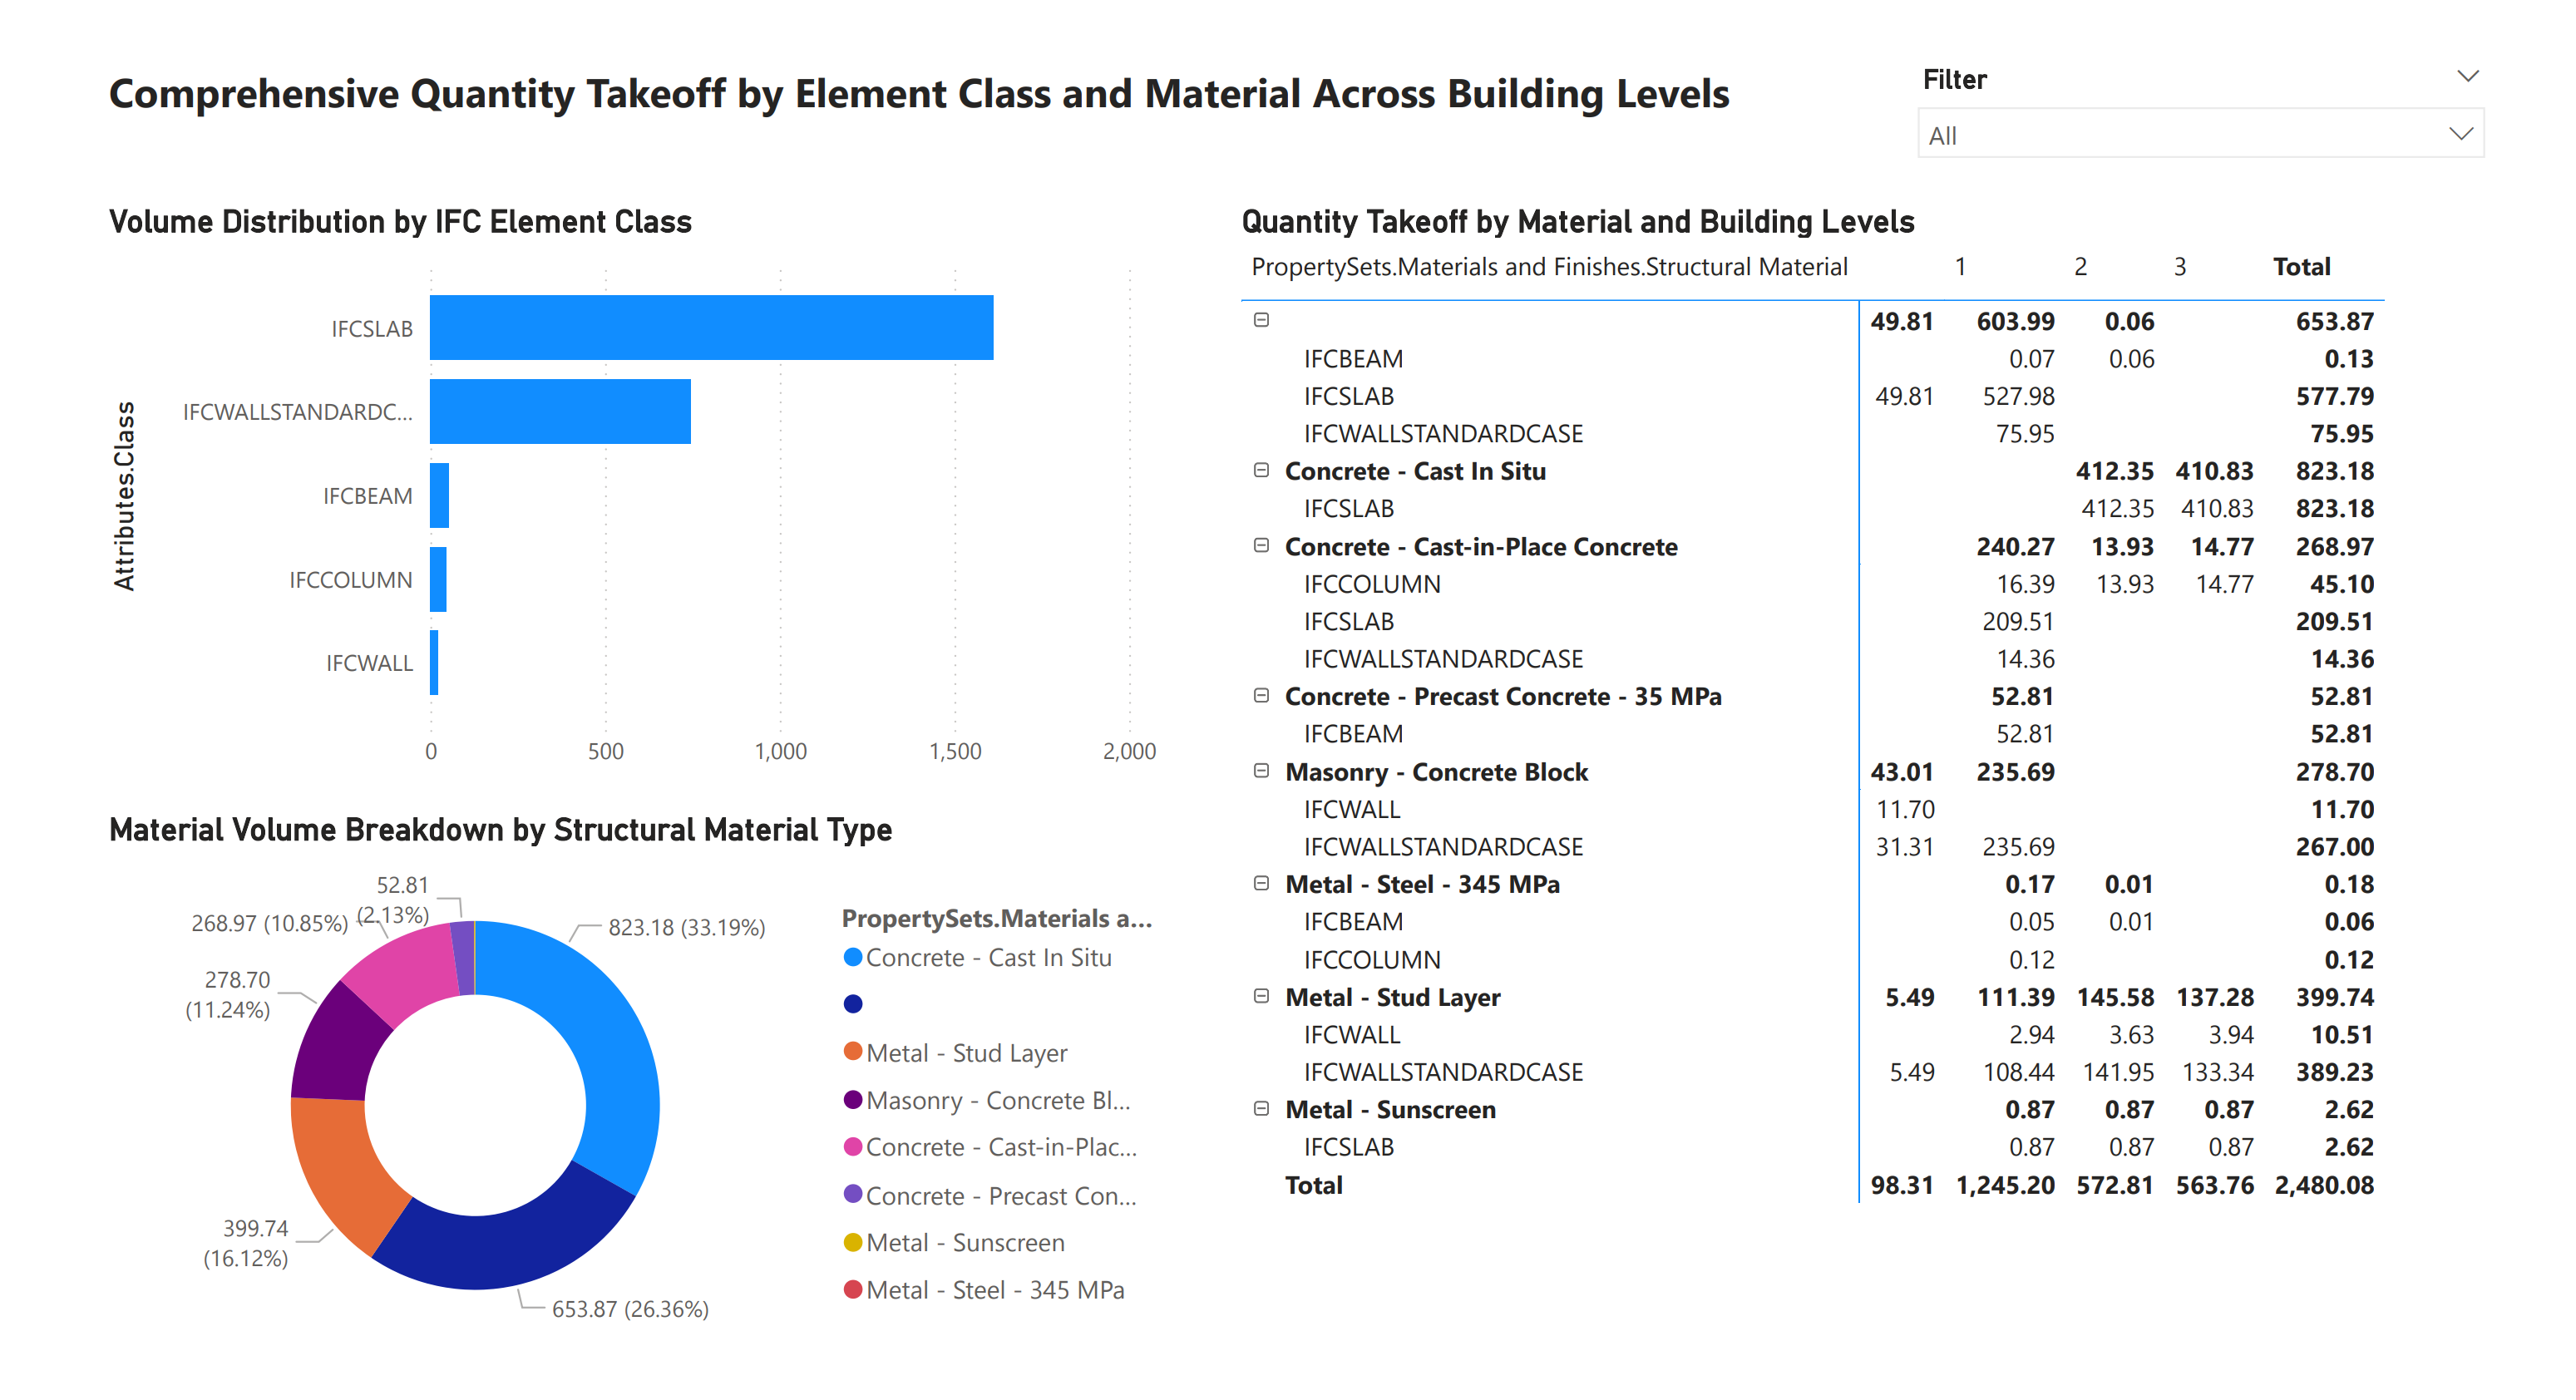 Comprehensive Quantity Takeoff by Element Class and Material Across Building Levels
Filter
All
Volume Distribution by IFC Element Class
Attributes.Class
IFCSLAB
IFCWALLSTANDARDC...
IFCBEAM
IFCCOLUMN
IFCWALL
0 500 1,000 1,500 2,000
Material Volume Breakdown by Structural Material Type
52.81
(2.13%)
268.97 (10.85%)
823.18 (33.19%)
278.70
(11.24%)
399.74
(16.12%)
653.87 (26.36%)
PropertySets.Materials a...
Concrete - Cast In Situ
Metal - Stud Layer
Masonry - Concrete Bl...
Concrete - Cast-in-Plac...
Concrete - Precast Con...
Metal - Sunscreen
Metal - Steel - 345 MPa
Quantity Takeoff by Material and Building Levels
PropertySets.Materials and Finishes.Structural Material 1 2 3 Total
49.81 603.99 0.06 653.87
IFCBEAM 0.07 0.06 0.13
IFCSLAB 49.81 527.98 577.79
IFCWALLSTANDARDCASE 75.95 75.95
Concrete - Cast In Situ 412.35 410.83 823.18
IFCSLAB 412.35 410.83 823.18
Concrete - Cast-in-Place Concrete 240.27 13.93 14.77 268.97
IFCCOLUMN 16.39 13.93 14.77 45.10
IFCSLAB 209.51 209.51
IFCWALLSTANDARDCASE 14.36 14.36
Concrete - Precast Concrete - 35 MPa 52.81 52.81
IFCBEAM 52.81 52.81
Masonry - Concrete Block 43.01 235.69 278.70
IFCWALL 11.70 11.70
IFCWALLSTANDARDCASE 31.31 235.69 267.00
Metal - Steel - 345 MPa 0.17 0.01 0.18
IFCBEAM 0.05 0.01 0.06
IFCCOLUMN 0.12 0.12
Metal - Stud Layer 5.49 111.39 145.58 137.28 399.74
IFCWALL 2.94 3.63 3.94 10.51
IFCWALLSTANDARDCASE 5.49 108.44 141.95 133.34 389.23
Metal - Sunscreen 0.87 0.87 0.87 2.62
IFCSLAB 0.87 0.87 0.87 2.62
Total 98.31 1,245.20 572.81 563.76 2,480.08